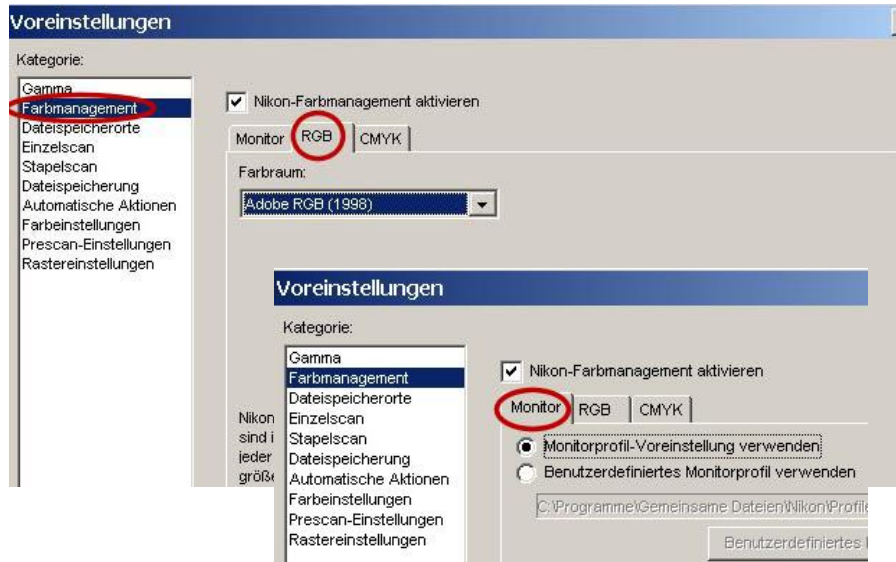 Voreinstellungen
Kategorie:
Gamma
Farbmanagement
Dateispeicherorte
Einzelscan
Stapelscan
Dateispeicherung
Automatische Aktionen
Farbeinstellungen
Prescan-Einstellungen
Rastereinstellungen
Nikon-Farbmanagement aktivieren
Monitor RGB CMYK
Farbraum:
Adobe RGB (1998)
Nikon
sind i
jeder
größe
Voreinstellungen
Kategorie:
Gamma
Farbmanagement
Dateispeicherorte
Einzelscan
Stapelscan
Dateispeicherung
Automatische Aktionen
Farbeinstellungen
Prescan-Einstellungen
Rastereinstellungen
Nikon-Farbmanagement aktivieren
Monitor RGB CMYK
Monitorprofil-Voreinstellung verwenden
Benutzerdefiniertes Monitorprofil verwenden
C:\Programme\Gemeinsame Dateien\Nikon\Profile
Benutzerdefiniertes